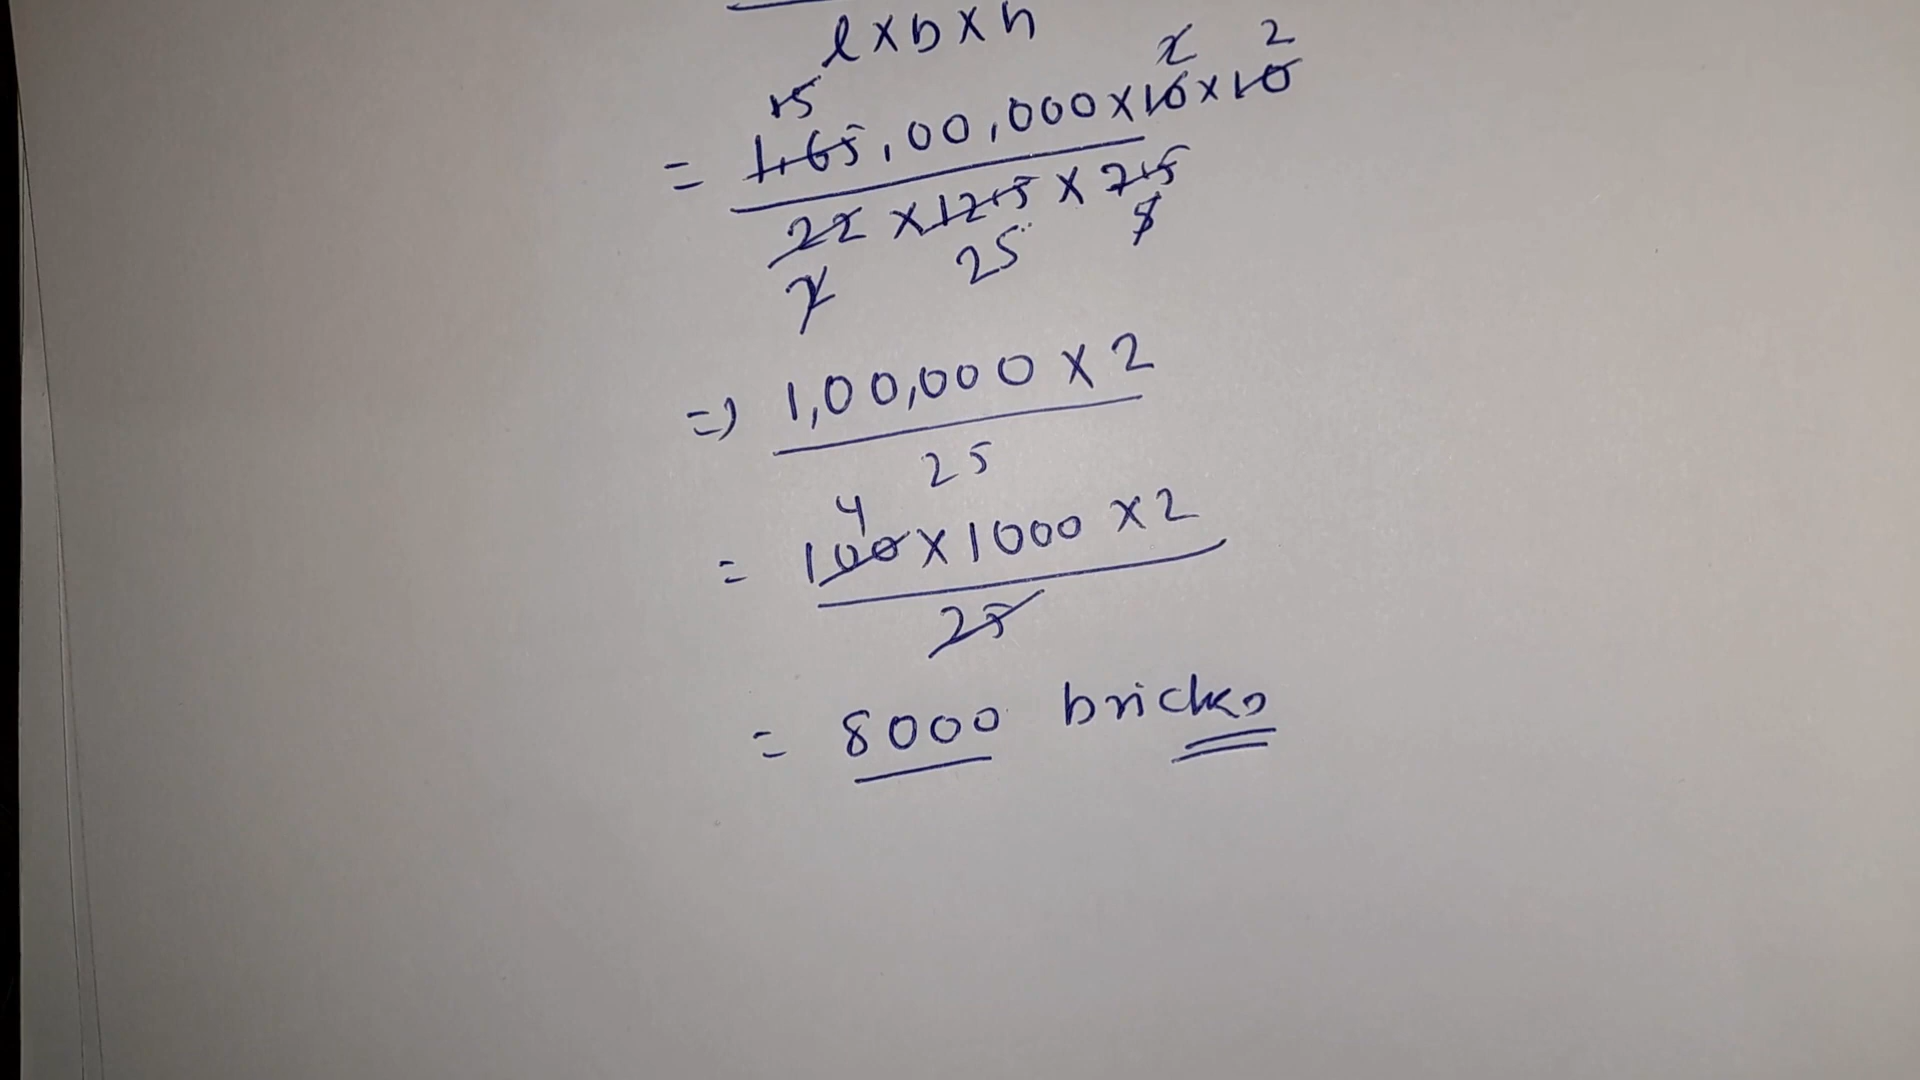 l×b×h
15 x 2
= 1,65,00,000×10×10
22 ×12.5 × 7.5
2 25 5
=) 1,00,000 × 2
25
4
= 100×1000 ×2
25
= 8000 bricks